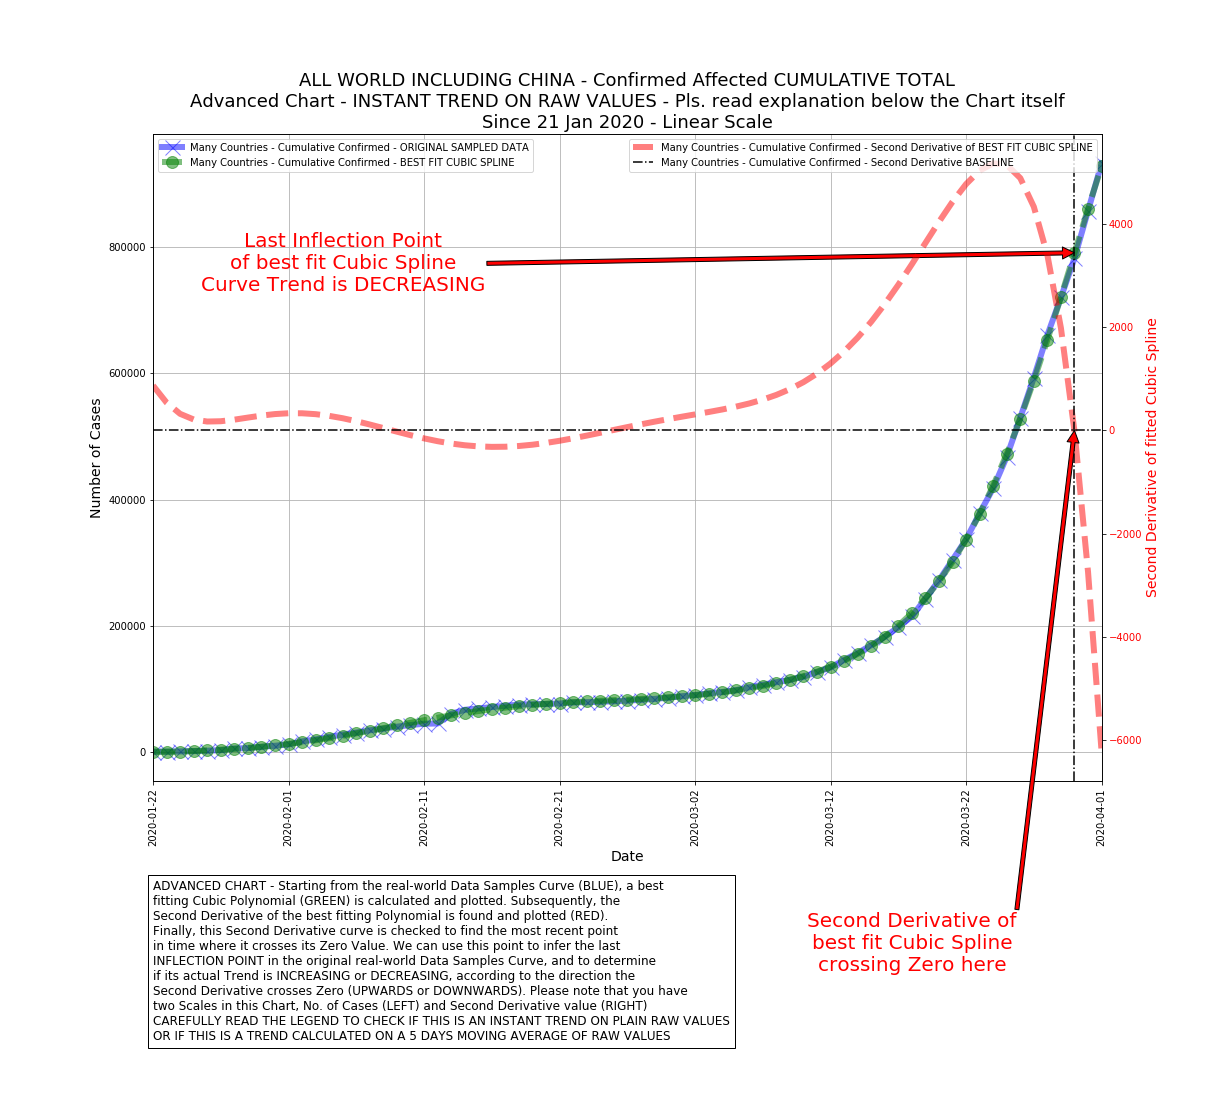 ALL WORLD INCLUDING CHINA - Confirmed Affected CUMULATIVE TOTAL
Advanced Chart - INSTANT TREND ON RAW VALUES - Pls. read explanation below the Chart itself
Since 21 Jan 2020 - Linear Scale
Many Countries - Cumulative Confirmed - ORIGINAL SAMPLED DATA
Many Countries - Cumulative Confirmed - BEST FIT CUBIC SPLINE
Many Countries - Cumulative Confirmed - Second Derivative of BEST FIT CUBIC SPLINE
Many Countries - Cumulative Confirmed - Second Derivative BASELINE
Last Inflection Point
of best fit Cubic Spline
Curve Trend is DECREASING
Number of Cases
800000
600000
400000
200000
0
4000
2000
0
−2000
−4000
−6000
Second Derivative of fitted Cubic Spline
2020-01-22
2020-02-01
2020-02-11
2020-02-21
2020-03-02
2020-03-12
2020-03-22
2020-04-01
Date
ADVANCED CHART - Starting from the real-world Data Samples Curve (BLUE), a best
fitting Cubic Polynomial (GREEN) is calculated and plotted. Subsequently, the
Second Derivative of the best fitting Polynomial is found and plotted (RED).
Finally, this Second Derivative curve is checked to find the most recent point
in time where it crosses its Zero Value. We can use this point to infer the last
INFLECTION POINT in the original real-world Data Samples Curve, and to determine
if its actual Trend is INCREASING or DECREASING, according to the direction the
Second Derivative crosses Zero (UPWARDS or DOWNWARDS). Please note that you have
two Scales in this Chart, No. of Cases (LEFT) and Second Derivative value (RIGHT)
CAREFULLY READ THE LEGEND TO CHECK IF THIS IS AN INSTANT TREND ON PLAIN RAW VALUES
OR IF THIS IS A TREND CALCULATED ON A 5 DAYS MOVING AVERAGE OF RAW VALUES
Second Derivative of
best fit Cubic Spline
crossing Zero here